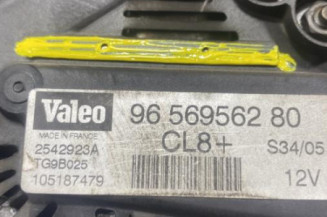 Valeo 96 569562 80
MADE IN FRANCE CL8+ S34/05
2542923A
TG9B025 12V
105187479